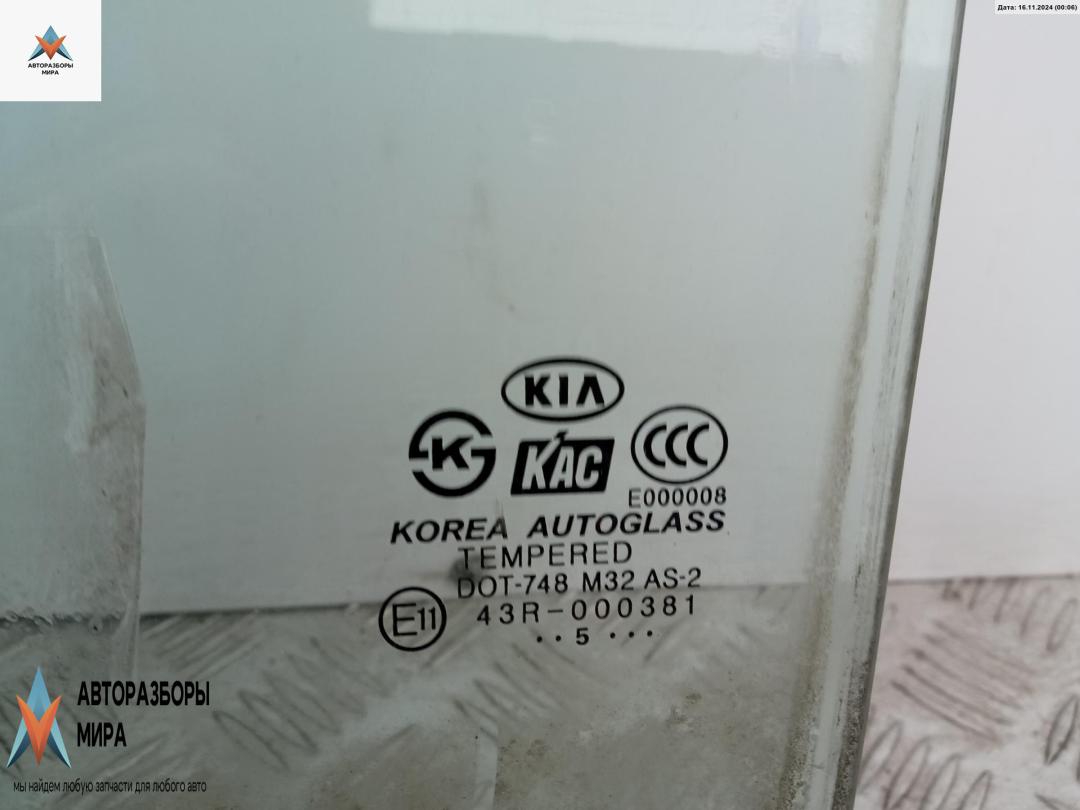 Дата: 16.11.2024 (00:06)
АВТОРАЗБОРЫ
МИРА
KIA
K
KAC
CCC
E000008
KOREA AUTOGLASS
TEMPERED
DOT-748 M32 AS-2
E11
43R-000381
··5···
АВТОРАЗБОРЫ
МИРА
мы найдем любую запчасти для любого авто